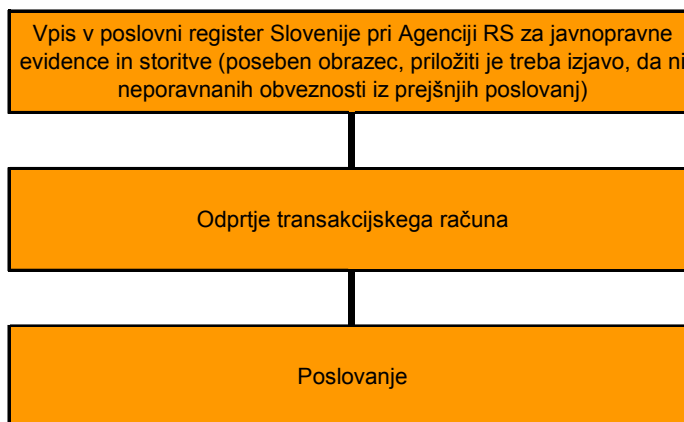 Vpis v poslovni register Slovenije pri Agenciji RS za javnopravne
evidence in storitve (poseben obrazec, priložiti je treba izjavo, da ni
neporavnanih obveznosti iz prejšnjih poslovanj)
Odprtje transakcijskega računa
Poslovanje